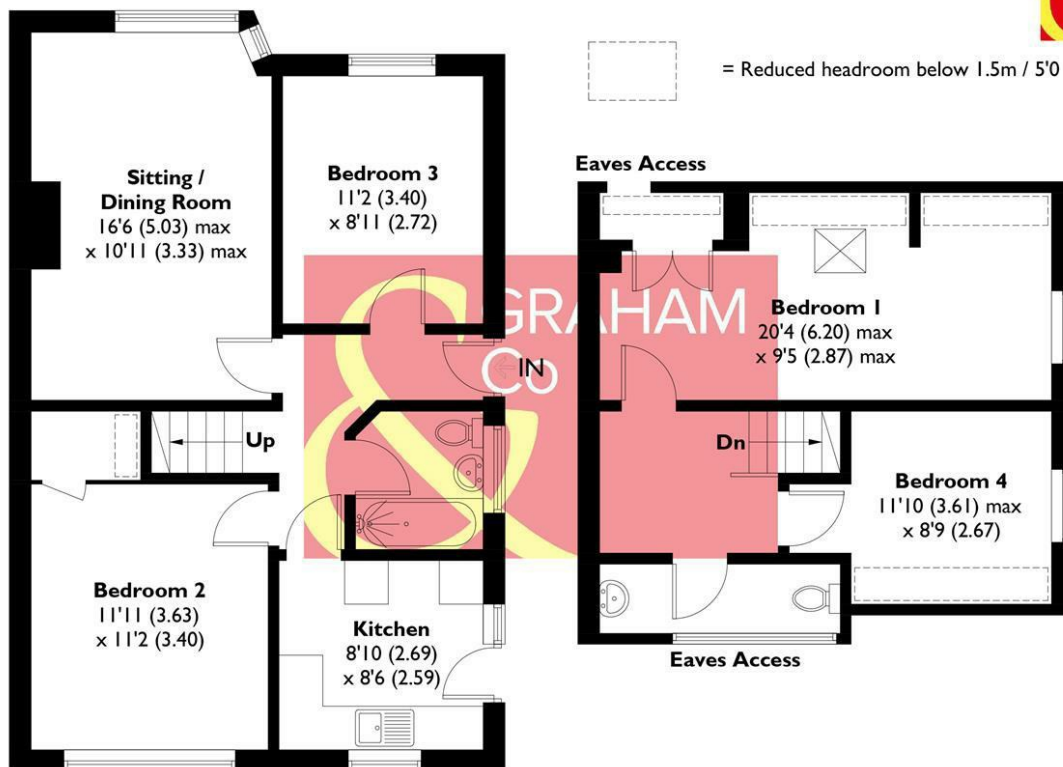 = Reduced headroom below 1.5m / 5'0
Sitting /
Dining Room
16'6 (5.03) max
x 10'11 (3.33) max
Bedroom 3
11'2 (3.40)
x 8'11 (2.72)
GRAHAM
& Co
IN
Up
Bedroom 2
11'11 (3.63)
x 11'2 (3.40)
Kitchen
8'10 (2.69)
x 8'6 (2.59)
Eaves Access
Bedroom 1
20'4 (6.20) max
x 9'5 (2.87) max
Dn
Bedroom 4
11'10 (3.61) max
x 8'9 (2.67)
Eaves Access